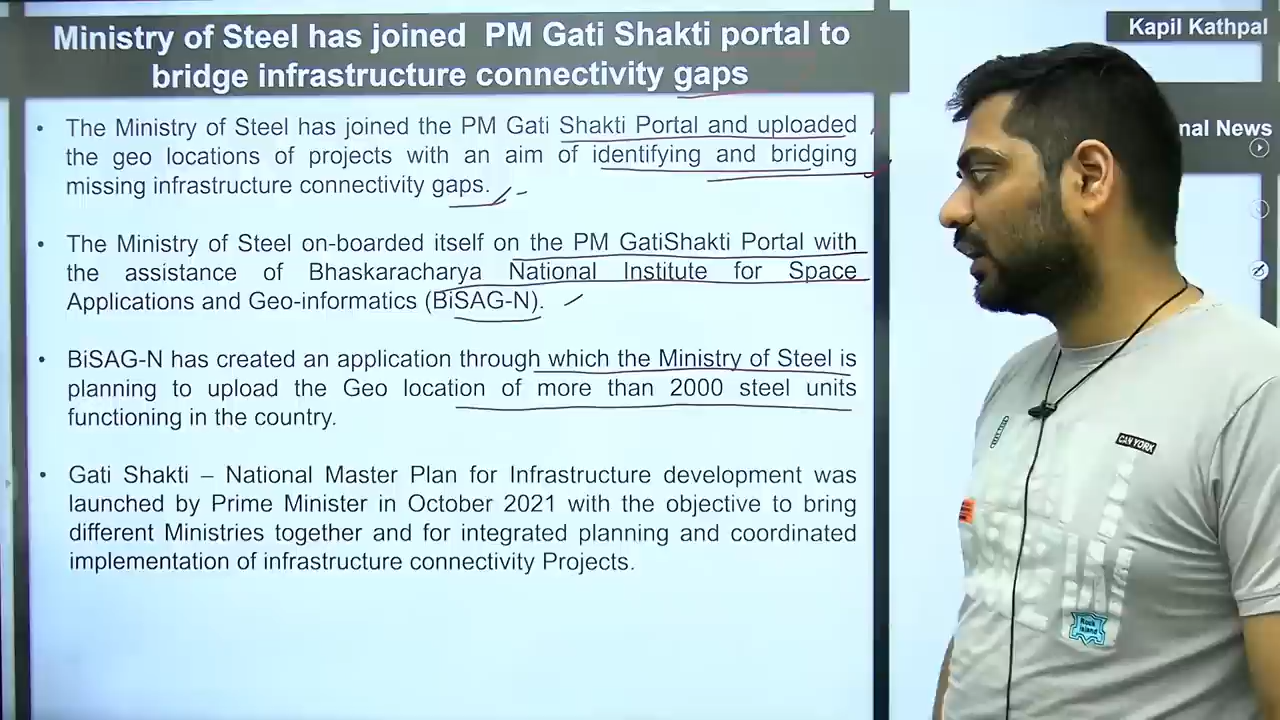 Ministry of Steel has joined PM Gati Shakti portal to
bridge infrastructure connectivity gaps
Kapil Kathpal
nal News
• The Ministry of Steel has joined the PM Gati Shakti Portal and uploaded
the geo locations of projects with an aim of identifying and bridging
missing infrastructure connectivity gaps.
• The Ministry of Steel on-boarded itself on the PM GatiShakti Portal with
the assistance of Bhaskaracharya National Institute for Space
Applications and Geo-informatics (BiSAG-N).
• BiSAG-N has created an application through which the Ministry of Steel is
planning to upload the Geo location of more than 2000 steel units
functioning in the country.
• Gati Shakti – National Master Plan for Infrastructure development was
launched by Prime Minister in October 2021 with the objective to bring
different Ministries together and for integrated planning and coordinated
implementation of infrastructure connectivity Projects.
CAN YORK
Rock
Island